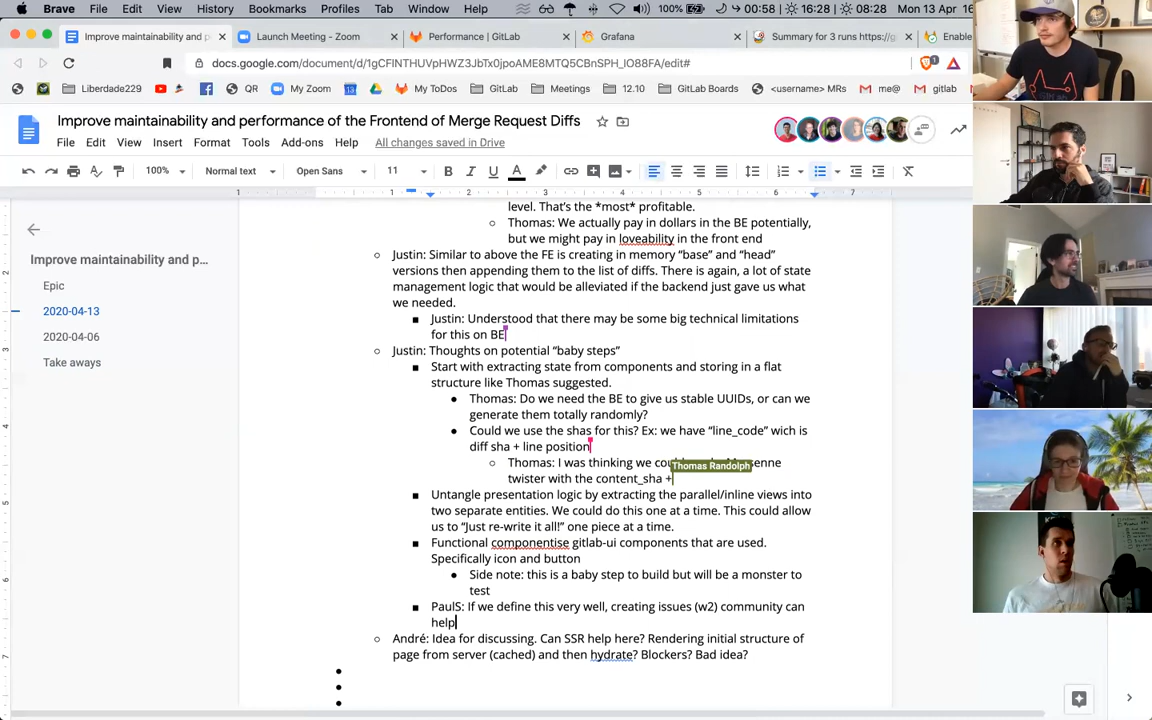 Brave File Edit View History Bookmarks Profiles Tab Window Help 100% 00:58 16:28 08:28 Mon 13 Apr 16
Improve maintainability and p Launch Meeting - Zoom Performance | GitLab Grafana Summary for 3 runs https://g Enable
docs.google.com/document/d/1gCFINTHUVpHWZ3JbTx0jpoAME8MTQ5CBnSPH_lO88FA/edit#
Liberdade229 QR My Zoom My ToDos GitLab Meetings 12.10 GitLab Boards <username> MRs me@ gitlab
Improve maintainability and performance of the Frontend of Merge Request Diffs
File Edit View Insert Format Tools Add-ons Help All changes saved in Drive
100% Normal text Open Sans 11 B I U A
1 1 2 3 4 5 6 7
Improve maintainability and p...
Epic
2020-04-13
2020-04-06
Take aways
level. That's the *most* profitable.
Thomas: We actually pay in dollars in the BE potentially,
but we might pay in loveability in the front end
Justin: Similar to above the FE is creating in memory “base” and “head”
versions then appending them to the list of diffs. There is again, a lot of state
management logic that would be alleviated if the backend just gave us what
we needed.
Justin: Understood that there may be some big technical limitations
for this on BE
Justin: Thoughts on potential “baby steps”
Start with extracting state from components and storing in a flat
structure like Thomas suggested.
Thomas: Do we need the BE to give us stable UUIDs, or can we
generate them totally randomly?
Could we use the shas for this? Ex: we have “line_code” wich is
diff sha + line position
Thomas: I was thinking we
Thomas Randolph
twister with the content_sha +
Untangle presentation logic by extracting the parallel/inline views into
two separate entities. We could do this one at a time. This could allow
us to “Just re-write it all!” one piece at a time.
Functional componentise gitlab-ui components that are used.
Specifically icon and button
Side note: this is a baby step to build but will be a monster to
test
PaulS: If we define this very well, creating issues (w2) community can
help
André: Idea for discussing. Can SSR help here? Rendering initial structure of
page from server (cached) and then hydrate? Blockers? Bad idea?